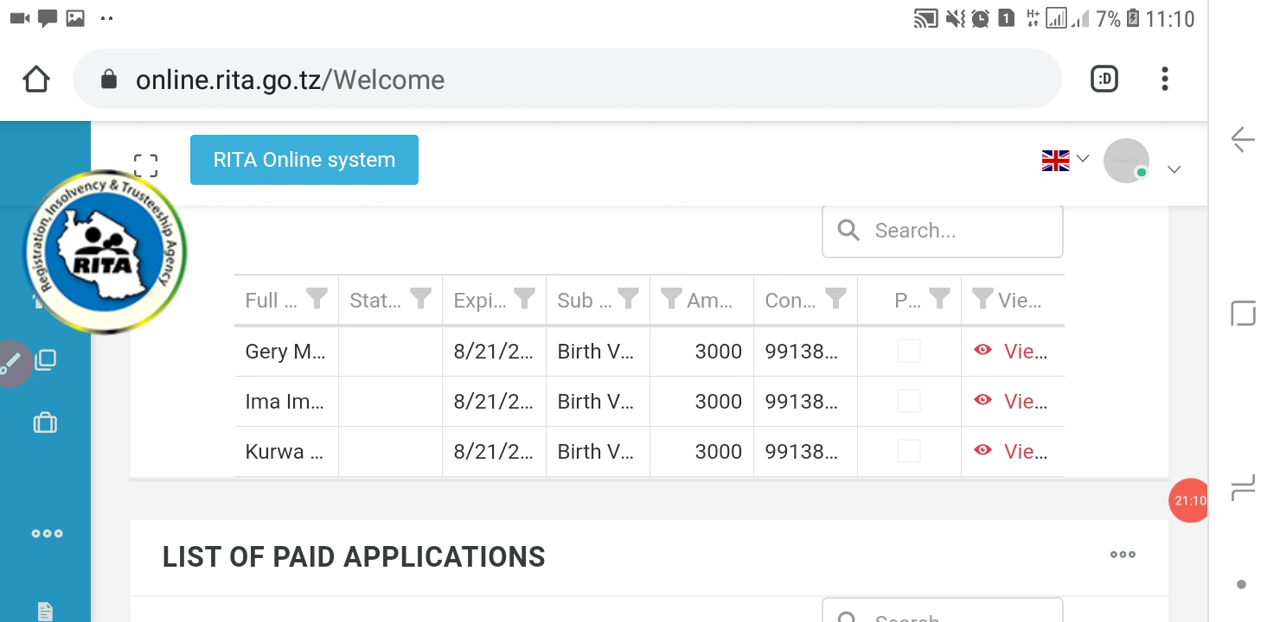 7% 11:10
online.rita.go.tz/Welcome
:D
RITA Online system
Registration, Insolvency & Trusteeship Agency
RITA
Search...
Full ... Stat... Expi... Sub ... Am... Con... P... Vie...
Gery M... 8/21/2... Birth V... 3000 99138... Vie...
Ima Im... 8/21/2... Birth V... 3000 99138... Vie...
Kurwa ... 8/21/2... Birth V... 3000 99138... Vie...
21:10
LIST OF PAID APPLICATIONS
Search...